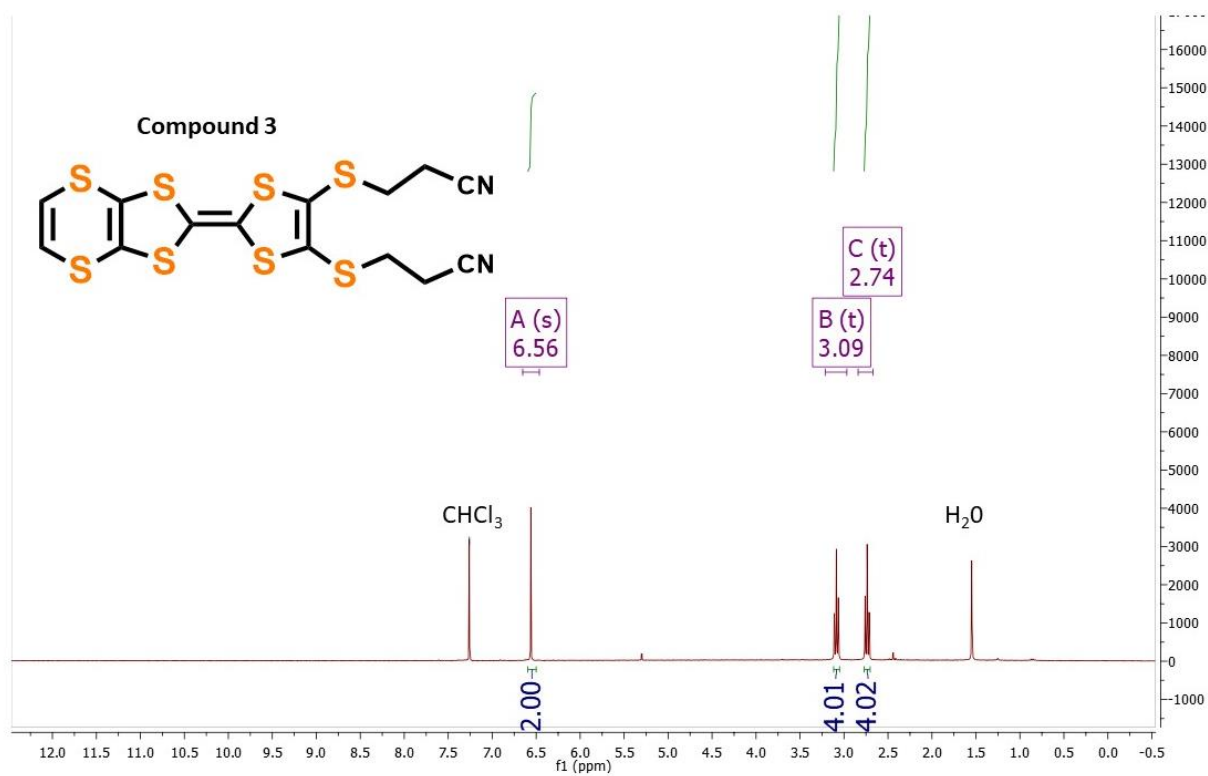 17000
16000
15000
14000
13000
12000
11000
10000
9000
8000
7000
6000
5000
4000
3000
2000
1000
0
-1000
Compound 3
S
S
S
S
S
S
S
S
CN
CN
C (t)
2.74
A (s)
6.56
B (t)
3.09
CHCl3
H20
2.00
4.01
4.02
12.0 11.5 11.0 10.5 10.0 9.5 9.0 8.5 8.0 7.5 7.0 6.5 6.0 5.5 5.0 4.5 4.0 3.5 3.0 2.5 2.0 1.5 1.0 0.5 0.0 -0.5
f1 (ppm)